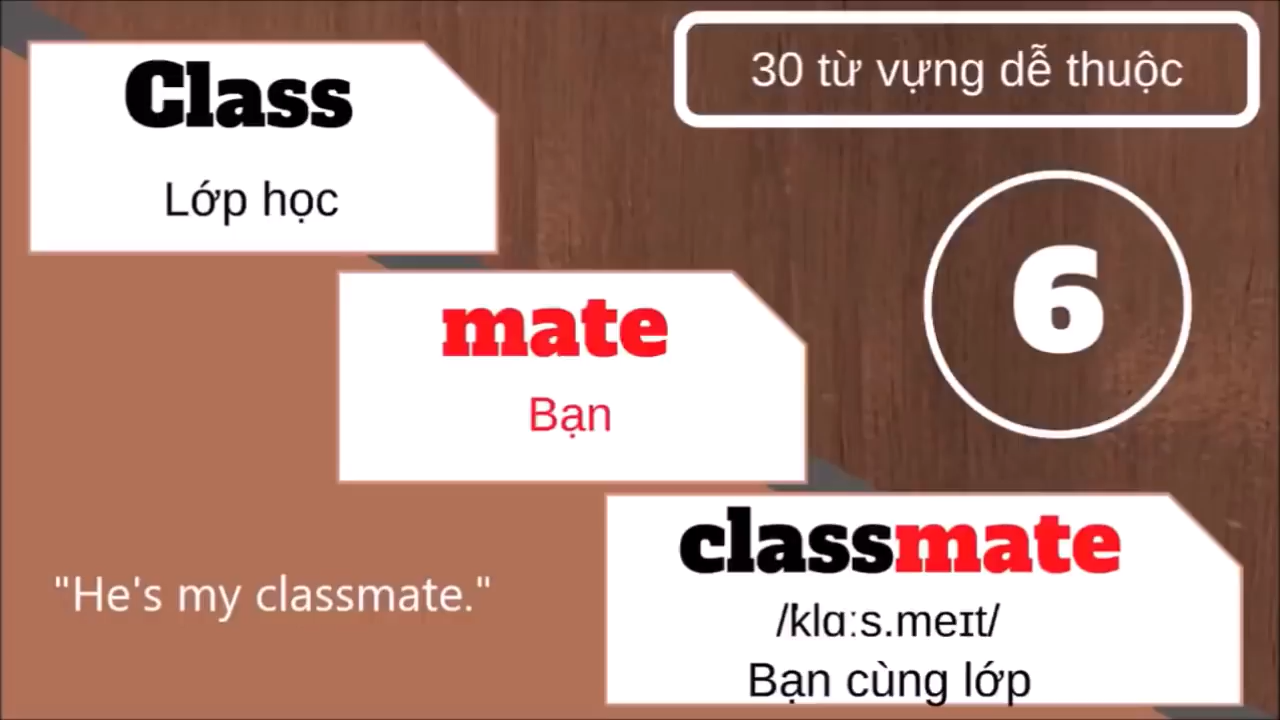 Class
Lớp học
30 từ vựng dễ thuộc
6
mate
Bạn
classmate
/klɑːs.meɪt/
Bạn cùng lớp
"He's my classmate."